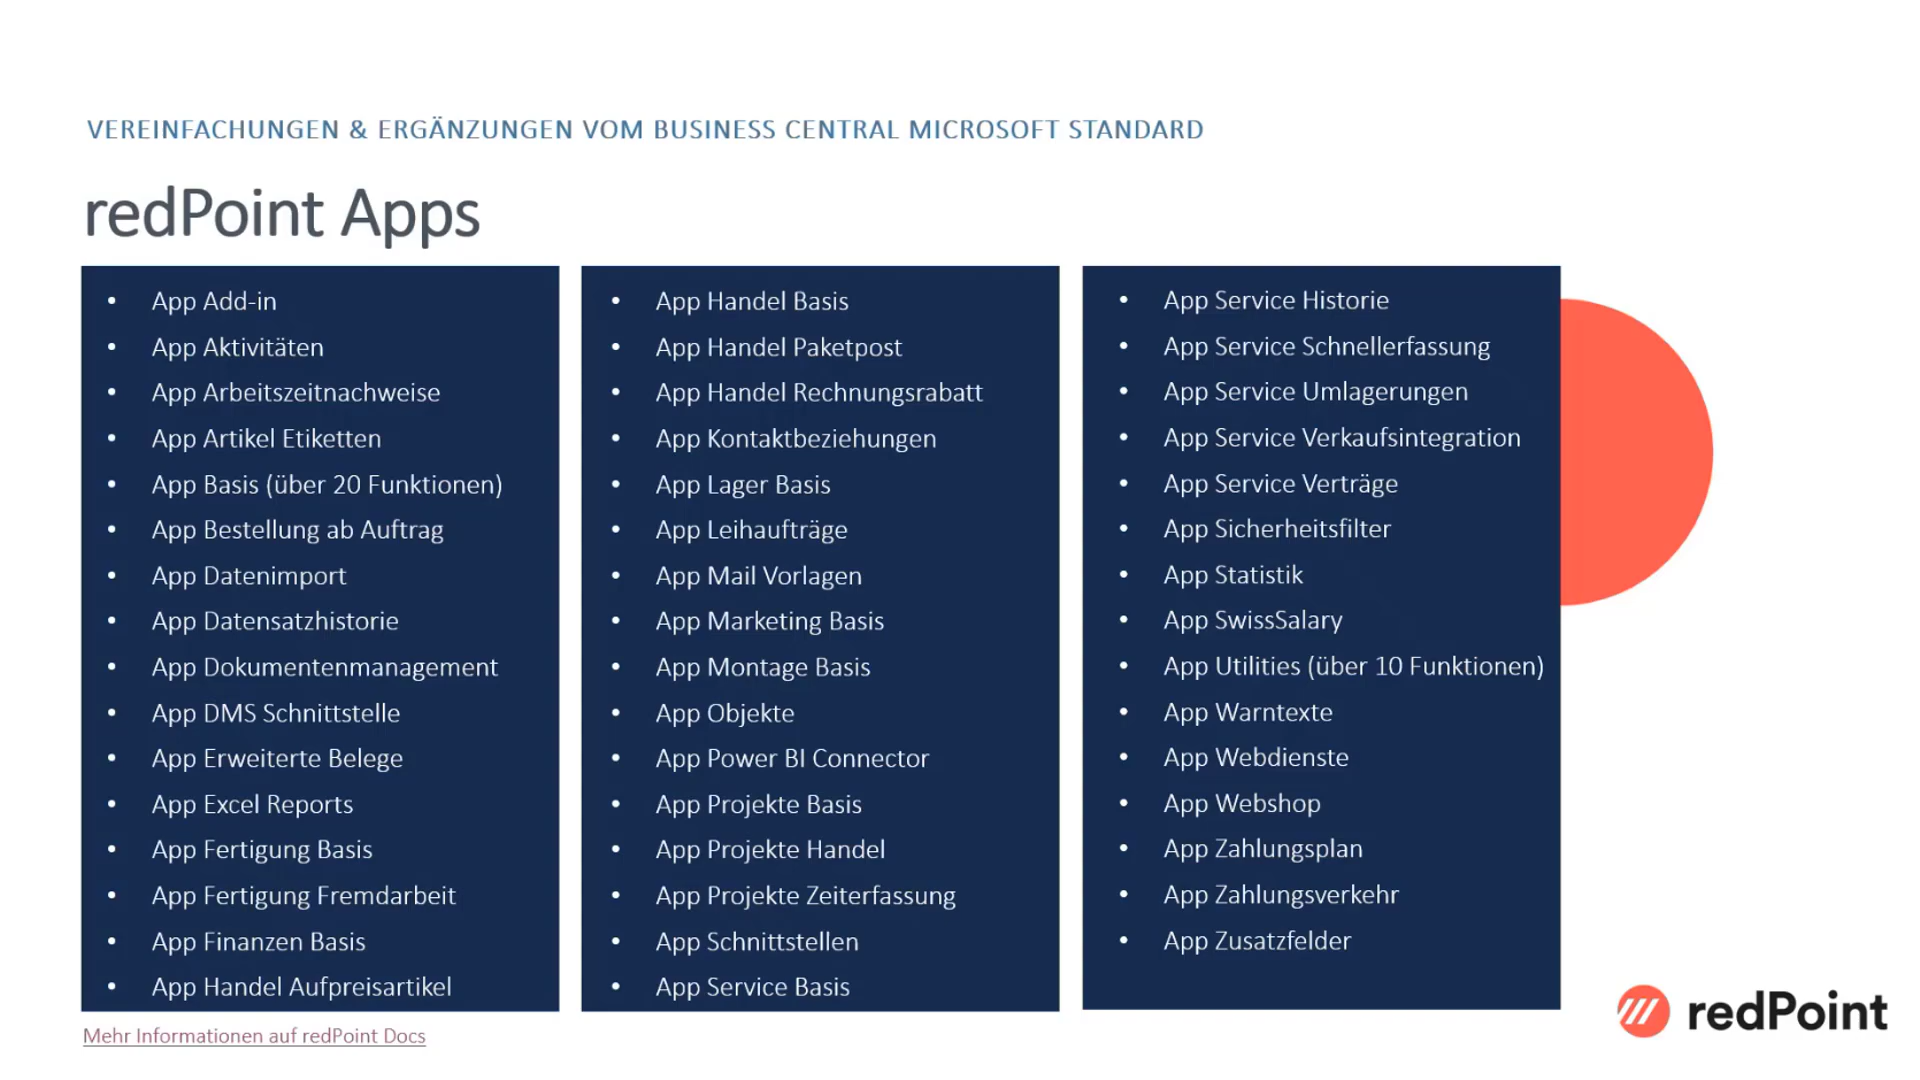 VEREINFACHUNGEN & ERGÄNZUNGEN VOM BUSINESS CENTRAL MICROSOFT STANDARD
redPoint Apps
• App Add-in
• App Aktivitäten
• App Arbeitszeitnachweise
• App Artikel Etiketten
• App Basis (über 20 Funktionen)
• App Bestellung ab Auftrag
• App Datenimport
• App Datensatzhistorie
• App Dokumentenmanagement
• App DMS Schnittstelle
• App Erweiterte Belege
• App Excel Reports
• App Fertigung Basis
• App Fertigung Fremdarbeit
• App Finanzen Basis
• App Handel Aufpreisartikel
• App Handel Basis
• App Handel Paketpost
• App Handel Rechnungsrabatt
• App Kontaktbeziehungen
• App Lager Basis
• App Leihaufträge
• App Mail Vorlagen
• App Marketing Basis
• App Montage Basis
• App Objekte
• App Power BI Connector
• App Projekte Basis
• App Projekte Handel
• App Projekte Zeiterfassung
• App Schnittstellen
• App Service Basis
• App Service Historie
• App Service Schnellerfassung
• App Service Umlagerungen
• App Service Verkaufsintegration
• App Service Verträge
• App Sicherheitsfilter
• App Statistik
• App SwissSalary
• App Utilities (über 10 Funktionen)
• App Warntexte
• App Webdienste
• App Webshop
• App Zahlungsplan
• App Zahlungsverkehr
• App Zusatzfelder
Mehr Informationen auf redPoint Docs
redPoint